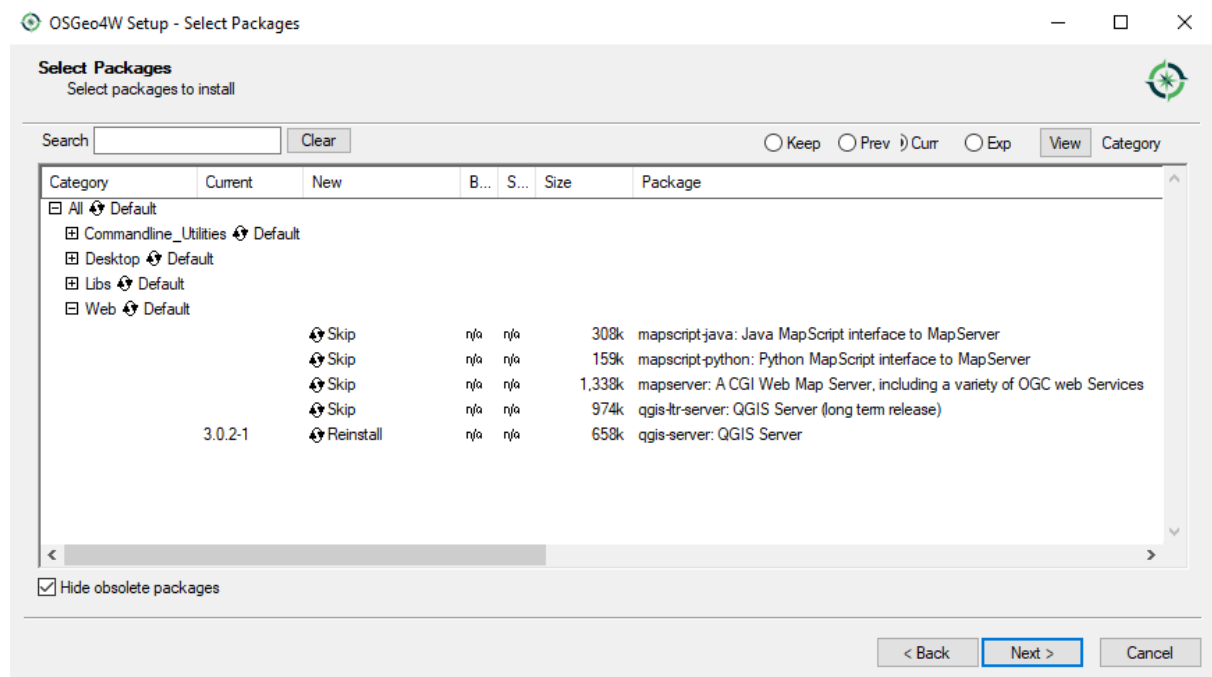 OSGeo4W Setup - Select Packages
Select Packages
Select packages to install
Search Clear Keep Prev Curr Exp View Category
Category Current New B... S... Size Package
All Default
Commandline_Utilities Default
Desktop Default
Libs Default
Web Default
Skip n/a n/a 308k mapscript-java: Java MapScript interface to MapServer
Skip n/a n/a 159k mapscript-python: Python MapScript interface to MapServer
Skip n/a n/a 1,338k mapserver: A CGI Web Map Server, including a variety of OGC web Services
Skip n/a n/a 974k qgis-ltr-server: QGIS Server (long term release)
3.0.2-1 Reinstall n/a n/a 658k qgis-server: QGIS Server
Hide obsolete packages
< Back Next > Cancel